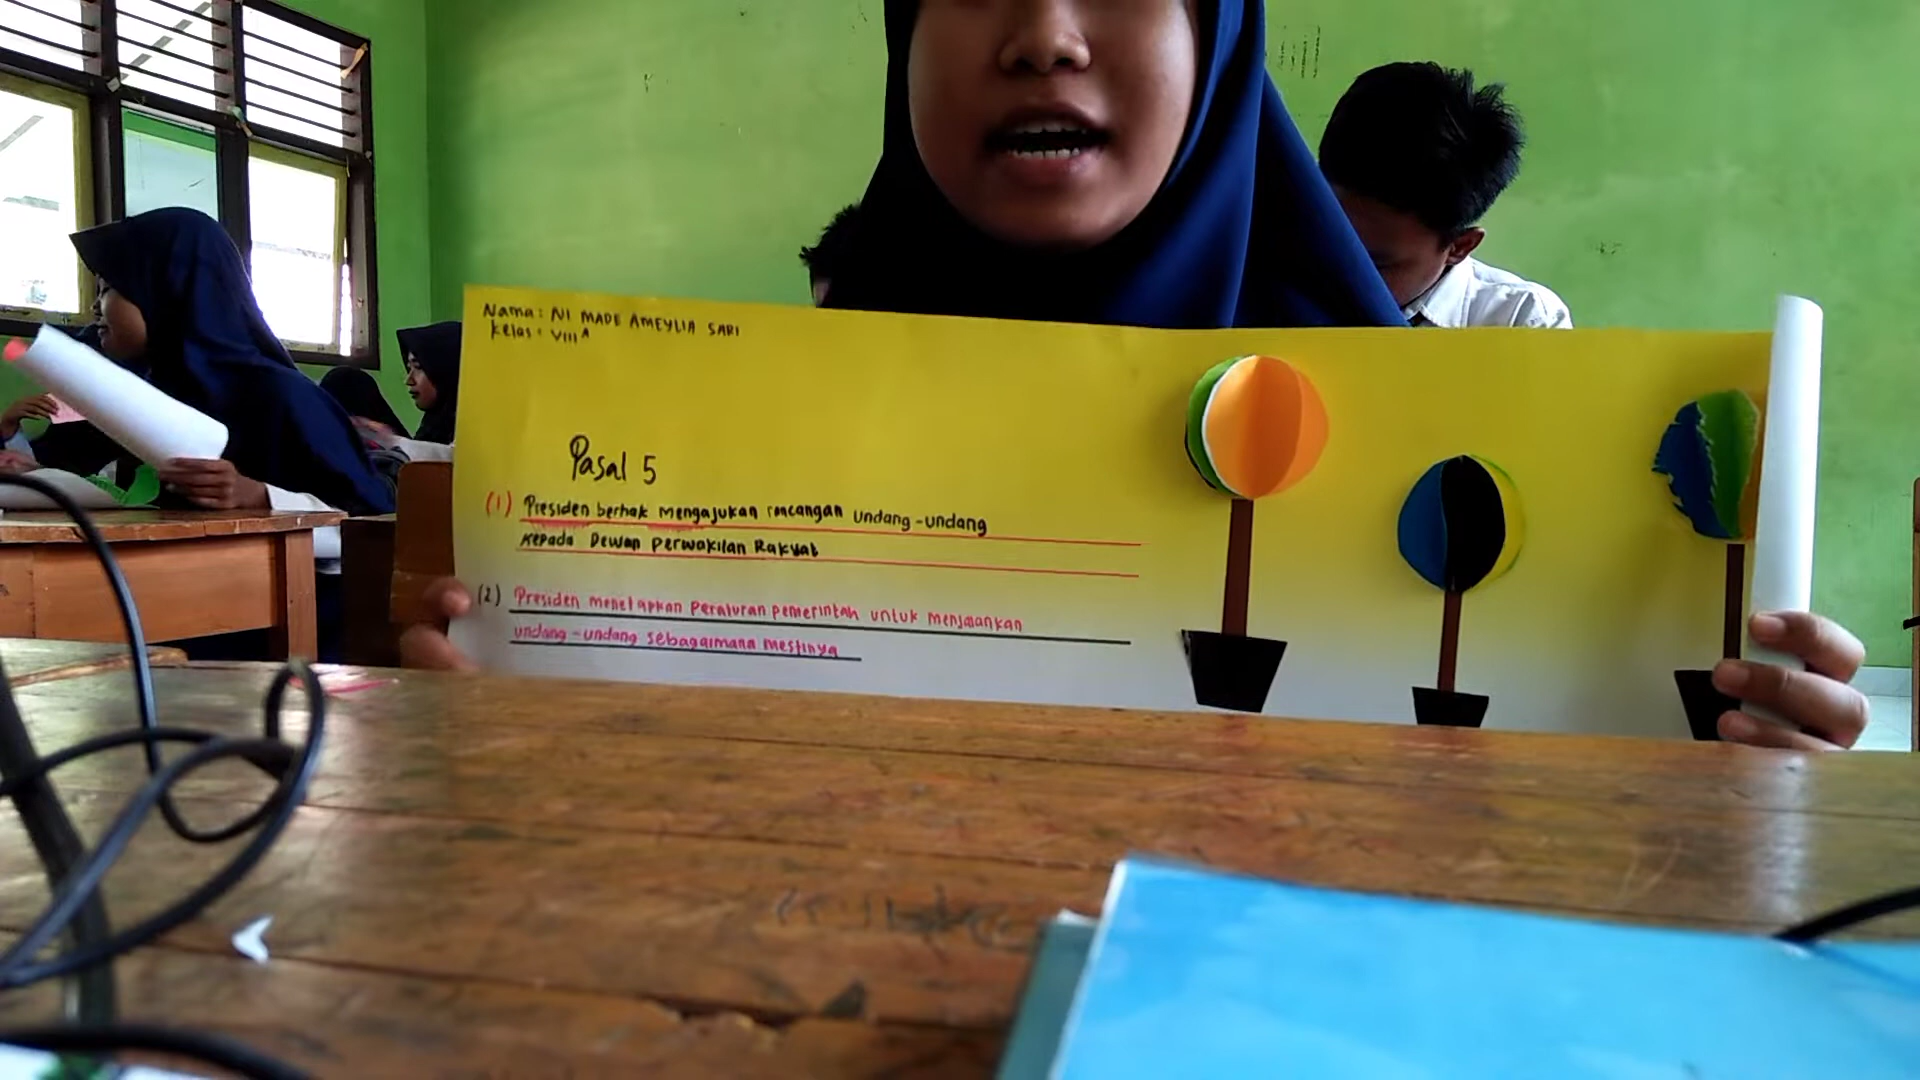 Nama: NI MADE AMEYLIA SARI
Kelas: VIII A
Pasal 5
(1) Presiden berhak mengajukan rancangan undang-undang
kepada Dewan perwakilan Rakyat
(2) Presiden menetapkan Peraturan pemerintah untuk menjalankan
undang-undang sebagaimana mestinya